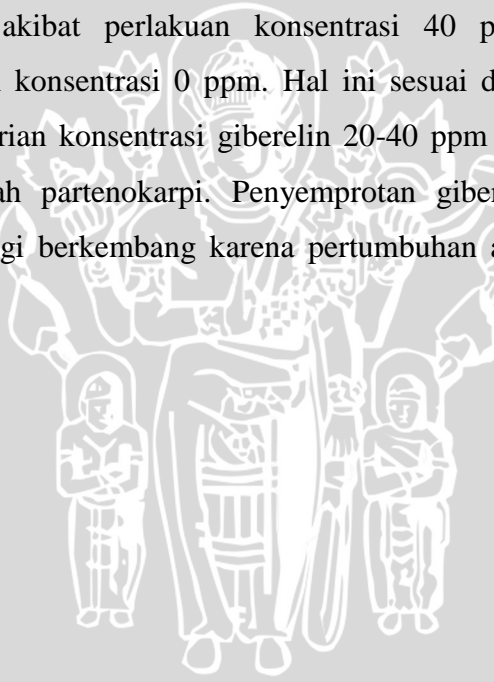 akibat perlakuan konsentrasi 40 p
konsentrasi 0 ppm. Hal ini sesuai d
rian konsentrasi giberelin 20-40 ppm
ah partenokarpi. Penyemprotan giber
gi berkembang karena pertumbuhan a